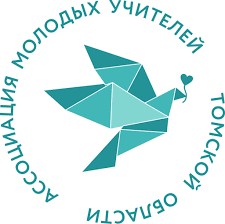 АССОЦИАЦИЯ МОЛОДЫХ УЧИТЕЛЕЙ
ТОМСКОЙ ОБЛАСТИ